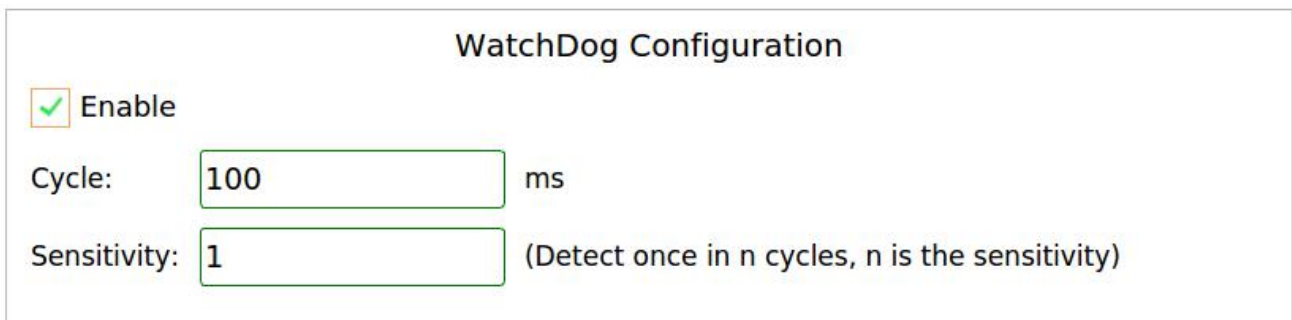 WatchDog Configuration
Enable
Cycle: 100 ms
Sensitivity: 1 (Detect once in n cycles, n is the sensitivity)